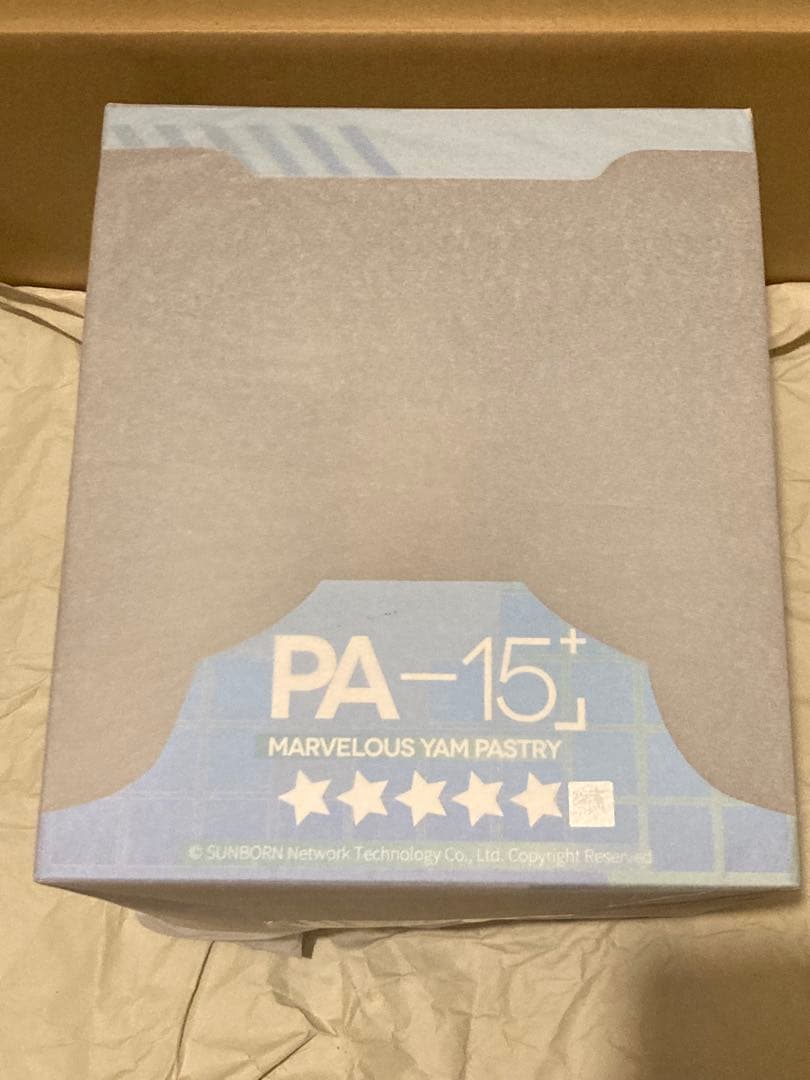 PA-15+
MARVELOUS YAM PASTRY
© SUNBORN Network Technology Co., Ltd. Copyright Reserved